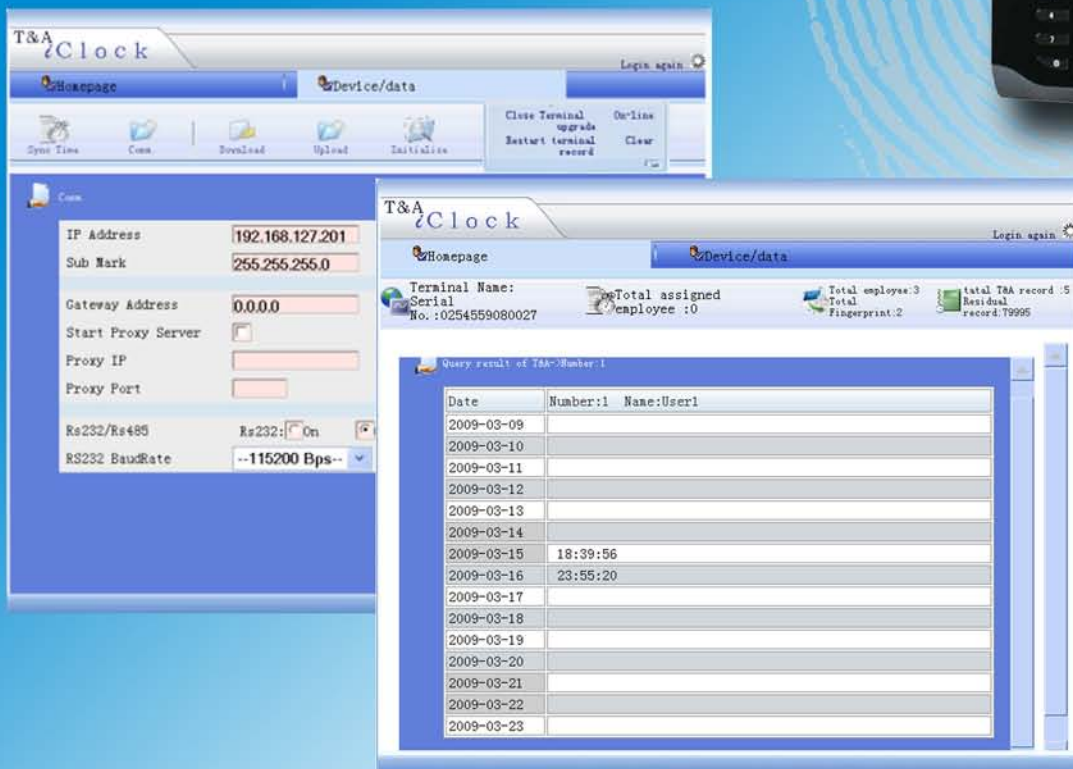 T&A
iClock
Login again
Homepage
Device/data
Sync Time
Comm.
Download
Upload
Initialize
Close Terminal On-line
upgrade
Restart terminal Clear
record
Comm.
IP Address 192.168.127.201
Sub Mark 255.255.255.0
Gateway Address 0.0.0.0
Start Proxy Server
Proxy IP
Proxy Port
Rs232/Rs485 Rs232: On
RS232 BaudRate --115200 Bps--
T&A
iClock
Login again
Homepage
Device/data
Terminal Name:
Serial
No.:0254559080027
Total assigned
employee :0
Total employee:3
Total
Fingerprint:2
tatal T&A record :5
Residual
record:79995
Query result of T&A->Number:1
Date Number:1 Name:User1
2009-03-09
2009-03-10
2009-03-11
2009-03-12
2009-03-13
2009-03-14
2009-03-15 18:39:56
2009-03-16 23:55:20
2009-03-17
2009-03-18
2009-03-19
2009-03-20
2009-03-21
2009-03-22
2009-03-23